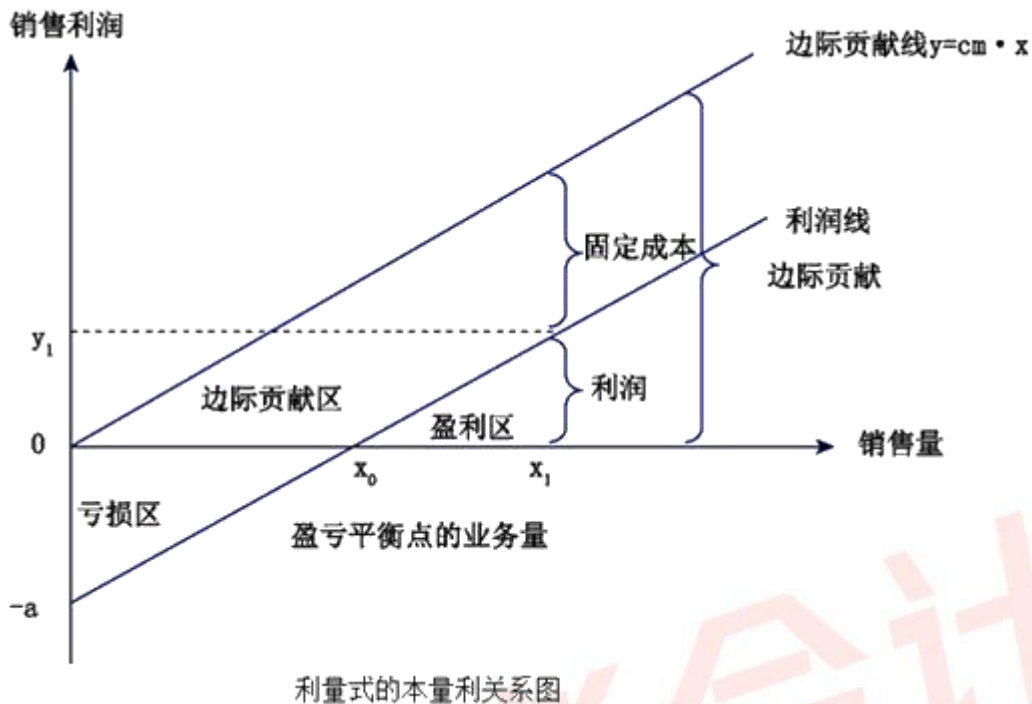 销售利润
边际贡献线y=cm·x
利润线
固定成本
边际贡献
y₁
边际贡献区
利润
盈利区
0
销售量
x₀
x₁
亏损区
盈亏平衡点的业务量
-a
会计
利量式的本量利关系图